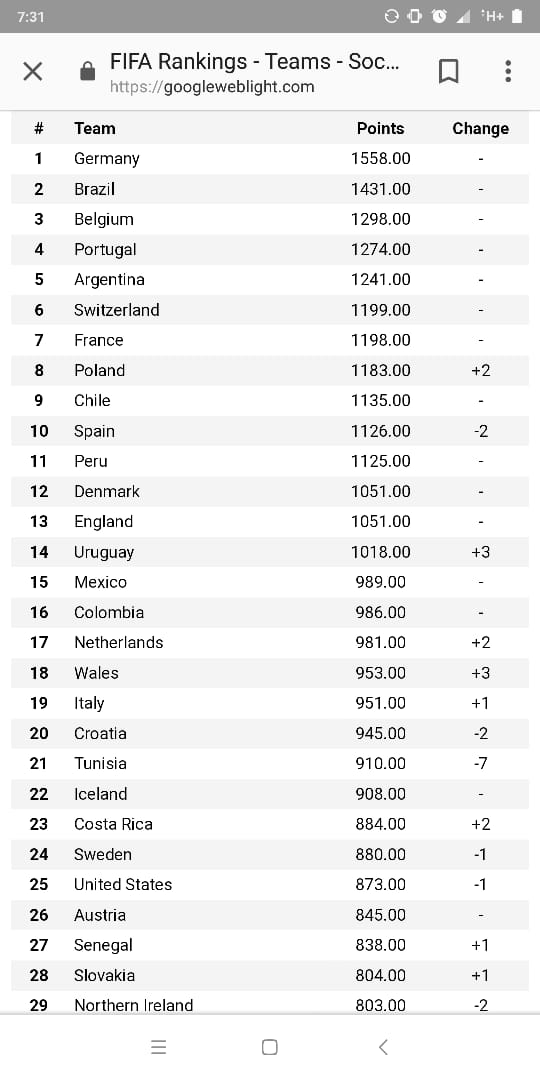 7:31 H+
FIFA Rankings - Teams - Soc...
https://googleweblight.com
# Team Points Change
1 Germany 1558.00 -
2 Brazil 1431.00 -
3 Belgium 1298.00 -
4 Portugal 1274.00 -
5 Argentina 1241.00 -
6 Switzerland 1199.00 -
7 France 1198.00 -
8 Poland 1183.00 +2
9 Chile 1135.00 -
10 Spain 1126.00 -2
11 Peru 1125.00 -
12 Denmark 1051.00 -
13 England 1051.00 -
14 Uruguay 1018.00 +3
15 Mexico 989.00 -
16 Colombia 986.00 -
17 Netherlands 981.00 +2
18 Wales 953.00 +3
19 Italy 951.00 +1
20 Croatia 945.00 -2
21 Tunisia 910.00 -7
22 Iceland 908.00 -
23 Costa Rica 884.00 +2
24 Sweden 880.00 -1
25 United States 873.00 -1
26 Austria 845.00 -
27 Senegal 838.00 +1
28 Slovakia 804.00 +1
29 Northern Ireland 803.00 -2